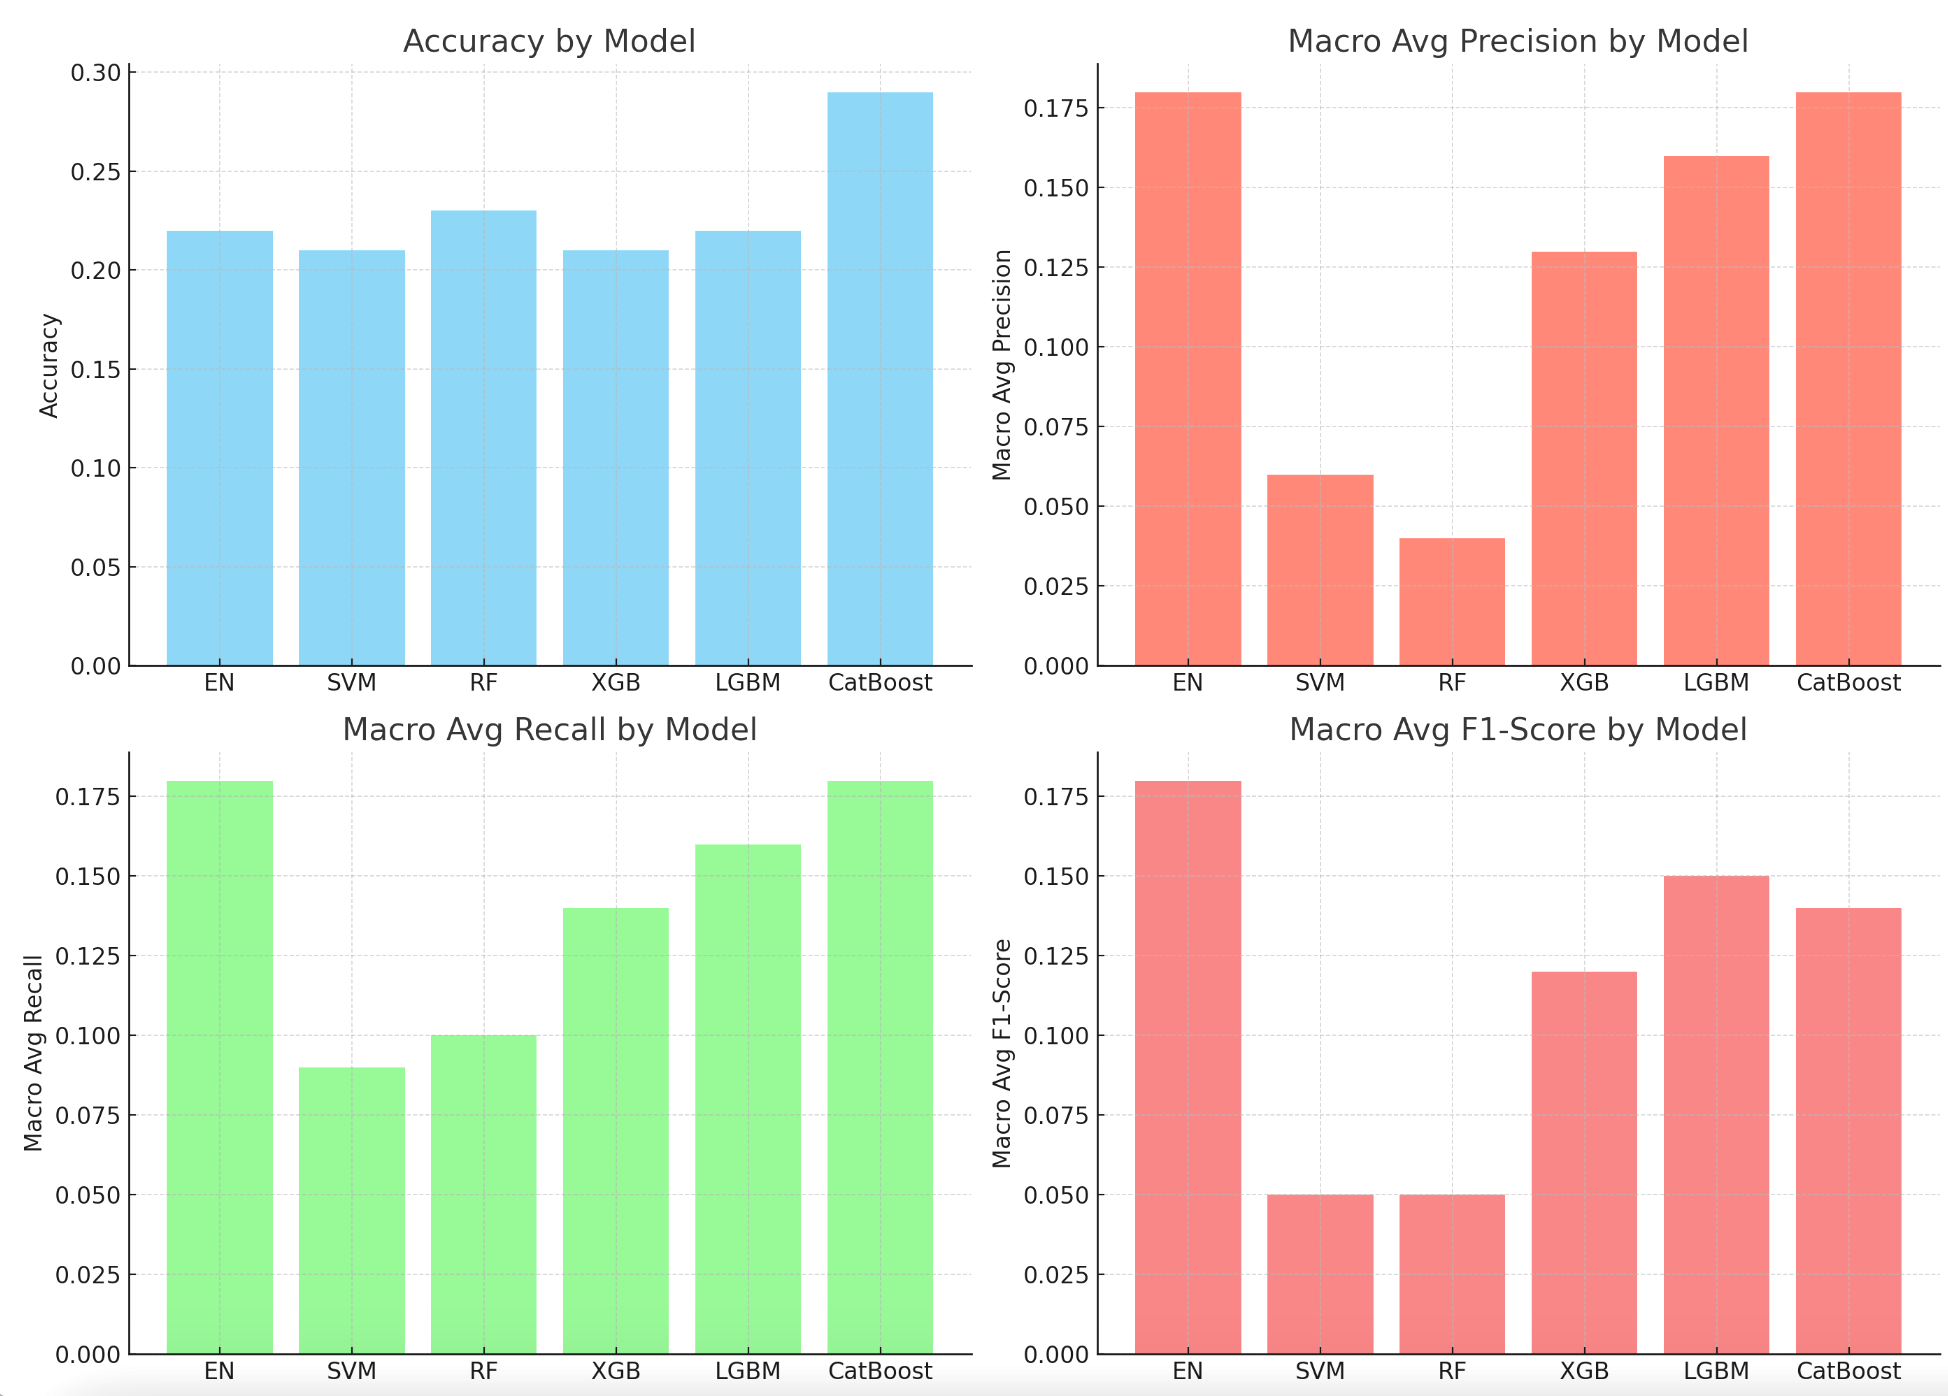 Accuracy by Model
0.30
0.25
0.20
0.15
0.10
0.05
0.00
Accuracy
EN SVM RF XGB LGBM CatBoost
Macro Avg Precision by Model
0.175
0.150
0.125
0.100
0.075
0.050
0.025
0.000
Macro Avg Precision
EN SVM RF XGB LGBM CatBoost
Macro Avg Recall by Model
0.175
0.150
0.125
0.100
0.075
0.050
0.025
0.000
Macro Avg Recall
EN SVM RF XGB LGBM CatBoost
Macro Avg F1-Score by Model
0.175
0.150
0.125
0.100
0.075
0.050
0.025
0.000
Macro Avg F1-Score
EN SVM RF XGB LGBM CatBoost